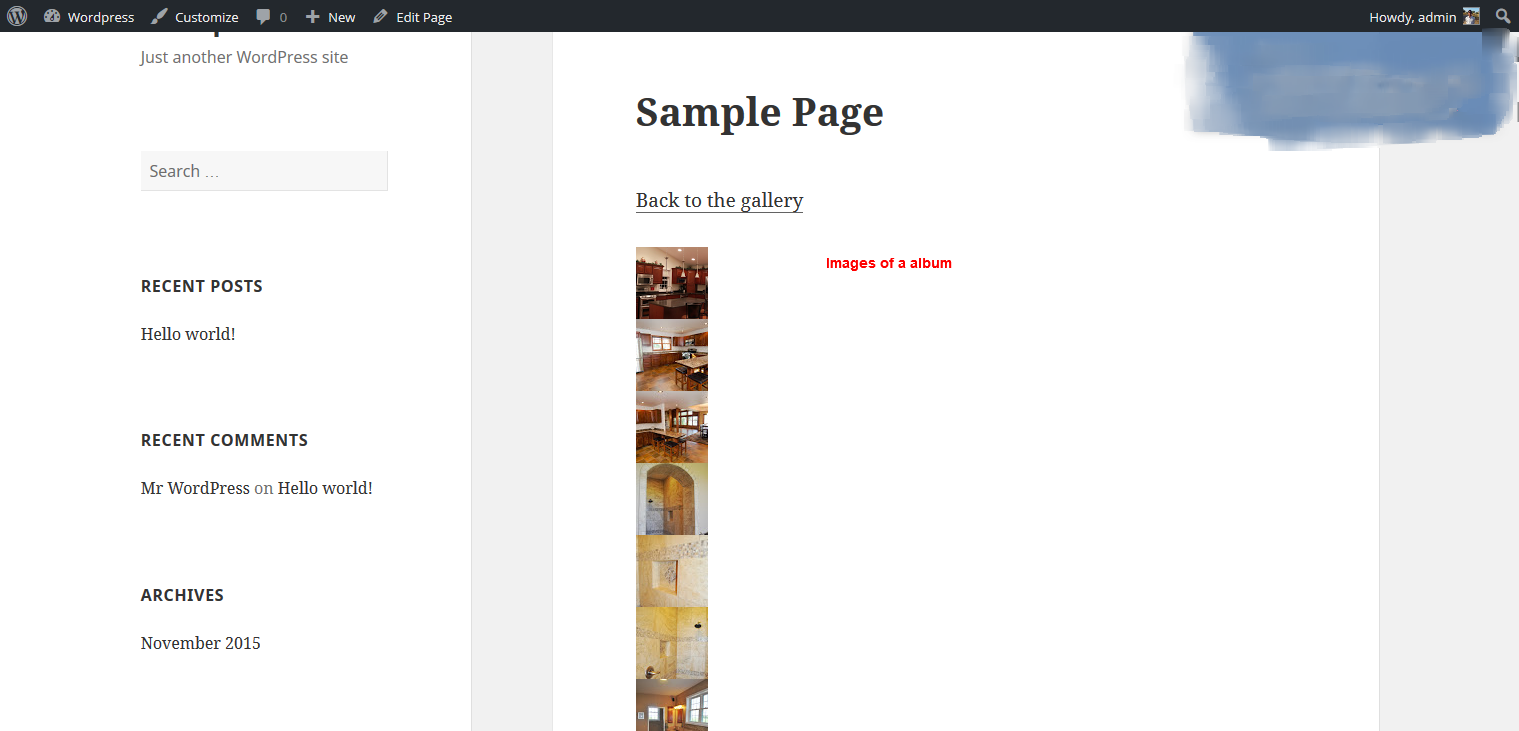 Wordpress Customize 0 New Edit Page Howdy, admin
Just another WordPress site
Search …
RECENT POSTS
Hello world!
RECENT COMMENTS
Mr WordPress on Hello world!
ARCHIVES
November 2015
Sample Page
Back to the gallery
Images of a album